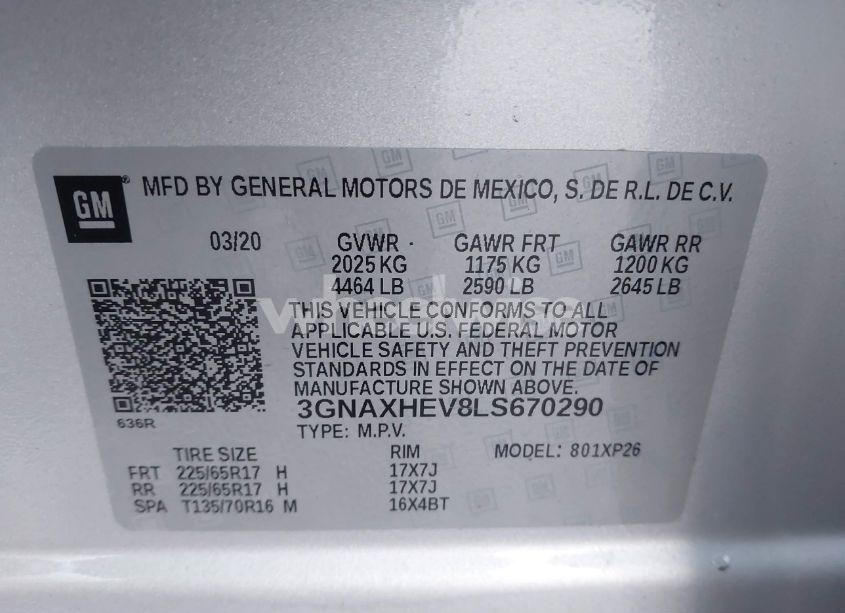 GM
MFD BY GENERAL MOTORS DE MEXICO, S. DE R.L. DE C.V.
03/20 GVWR GAWR FRT GAWR RR
2025 KG 1175 KG 1200 KG
4464 LB 2590 LB 2645 LB
THIS VEHICLE CONFORMS TO ALL
APPLICABLE U.S. FEDERAL MOTOR
VEHICLE SAFETY AND THEFT PREVENTION
STANDARDS IN EFFECT ON THE DATE OF
MANUFACTURE SHOWN ABOVE.
3GNAXHEV8LS670290
636R
TYPE: M.P.V.
TIRE SIZE RIM MODEL: 801XP26
FRT 225/65R17 H 17X7J
RR 225/65R17 H 17X7J
SPA T135/70R16 M 16X4BT